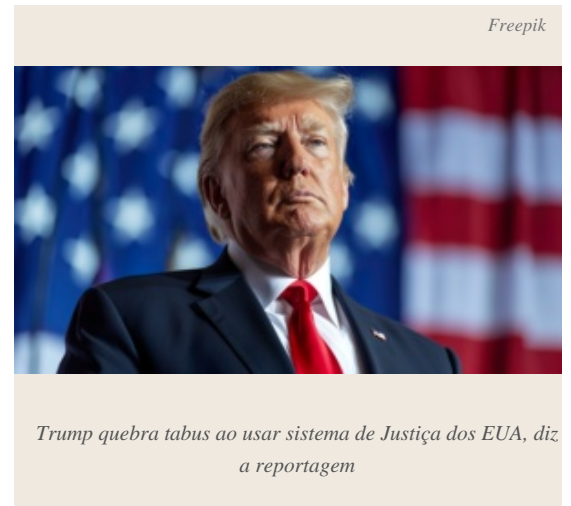 Freepik
Trump quebra tabus ao usar sistema de Justiça dos EUA, diz
a reportagem